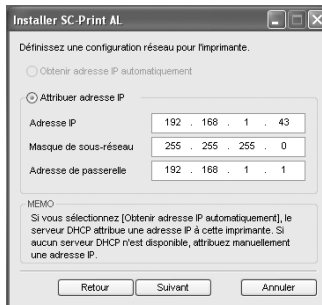 Installer SC-Print AL
Définissez une configuration réseau pour l'imprimante.
Obtenir adresse IP automatiquement
Attribuer adresse IP
Adresse IP 192 . 168 . 1 . 43
Masque de sous-réseau 255 . 255 . 255 . 0
Adresse de passerelle 192 . 168 . 1 . 1
MEMO
Si vous sélectionnez [Obtenir adresse IP automatiquement], le
serveur DHCP attribue une adresse IP à cette imprimante. Si
aucun serveur DHCP n'est disponible, attribuez manuellement
une adresse IP.
Retour Suivant Annuler